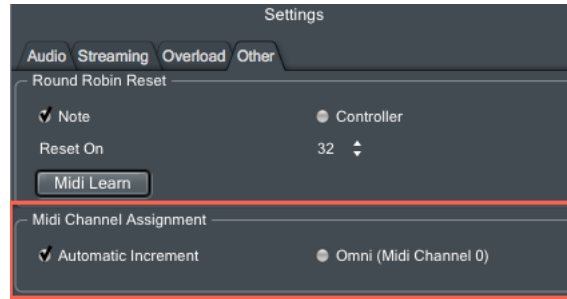 Settings
Audio Streaming Overload Other
Round Robin Reset
Note Controller
Reset On 32
Midi Learn
Midi Channel Assignment
Automatic Increment Omni (Midi Channel 0)